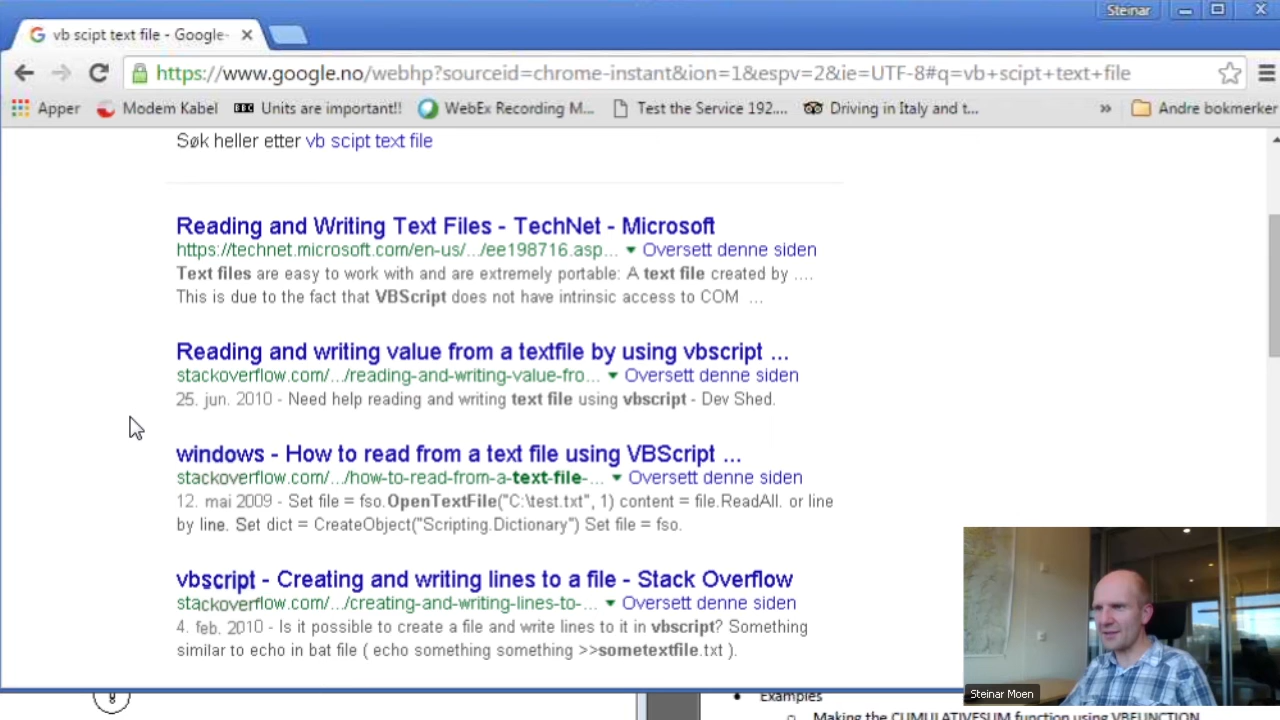 Steinar
vb scipt text file - Google-
https://www.google.no/webhp?sourceid=chrome-instant&ion=1&espv=2&ie=UTF-8#q=vb+scipt+text+file
Apper Modem Kabel Units are important!! WebEx Recording M... Test the Service 192.... Driving in Italy and t... » Andre bokmerker
Søk heller etter vb scipt text file
Reading and Writing Text Files - TechNet - Microsoft
https://technet.microsoft.com/en-us/.../ee198716.asp... Oversett denne siden
Text files are easy to work with and are extremely portable: A text file created by ....
This is due to the fact that VBScript does not have intrinsic access to COM ...
Reading and writing value from a textfile by using vbscript ...
stackoverflow.com/.../reading-and-writing-value-fro... Oversett denne siden
25. jun. 2010 - Need help reading and writing text file using vbscript - Dev Shed.
windows - How to read from a text file using VBScript ...
stackoverflow.com/.../how-to-read-from-a-text-file-... Oversett denne siden
12. mai 2009 - Set file = fso.OpenTextFile("C:\test.txt", 1) content = file.ReadAll. or line
by line. Set dict = CreateObject("Scripting.Dictionary") Set file = fso.
vbscript - Creating and writing lines to a file - Stack Overflow
stackoverflow.com/.../creating-and-writing-lines-to-... Oversett denne siden
4. feb. 2010 - Is it possible to create a file and write lines to it in vbscript? Something
similar to echo in bat file ( echo something something >>sometextfile.txt ).
Steinar Moen
• Examples
○ Making the CUMULATIVESUM function using VBFUNCTION